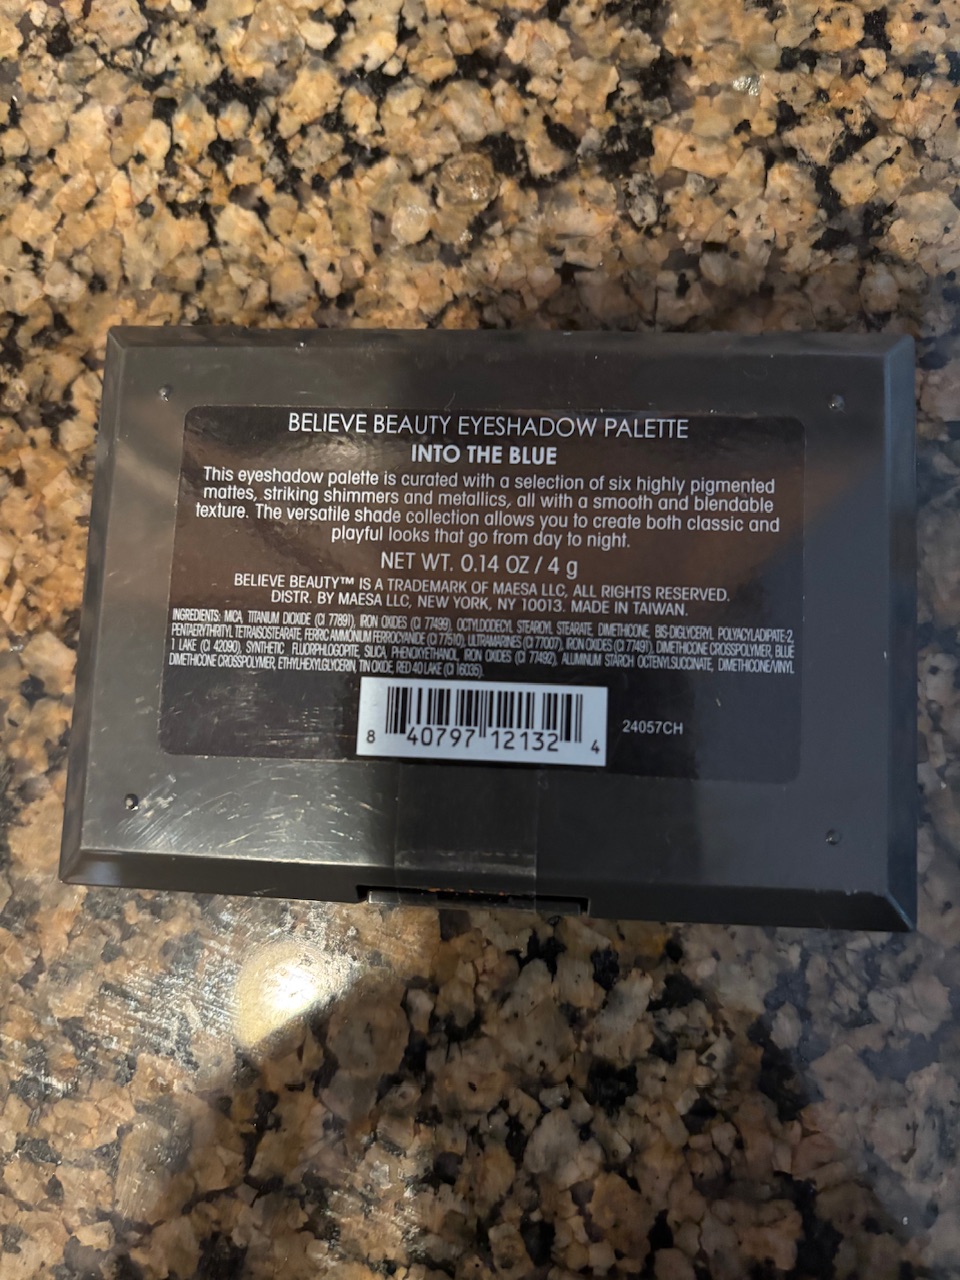 BELIEVE BEAUTY EYESHADOW PALETTE
INTO THE BLUE
This eyeshadow palette is curated with a selection of six highly pigmented
mattes, striking shimmers and metallics, all with a smooth and blendable
texture. The versatile shade collection allows you to create both classic and
playful looks that go from day to night.
NET WT. 0.14 OZ / 4 g
BELIEVE BEAUTY™ IS A TRADEMARK OF MAESA LLC, ALL RIGHTS RESERVED.
DISTR. BY MAESA LLC, NEW YORK, NY 10013. MADE IN TAIWAN.
INGREDIENTS: MICA, TITANIUM DIOXIDE (CI 77891), IRON OXIDES (CI 77499), OCTYLDODECYL STEAROYL STEARATE, DIMETHICONE, BIS-DIGLYCERYL POLYACYLADIPATE-2,
PENTAERYTHRITYL TETRAISOSTEARATE, FERRIC AMMONIUM FERROCYANIDE (CI 77510), ULTRAMARINES (CI 77007), IRON OXIDES (CI 77491), DIMETHICONE CROSSPOLYMER, BLUE
1 LAKE (CI 42090), SYNTHETIC FLUORPHLOGOPITE, SILICA, PHENOXYETHANOL, IRON OXIDES (CI 77492), ALUMINUM STARCH OCTENYLSUCCINATE, DIMETHICONE/VINYL
DIMETHICONE CROSSPOLYMER, ETHYLHEXYLGLYCERIN, TIN OXIDE, RED 40 LAKE (CI 16035).
8 40797 12132 4
24057CH